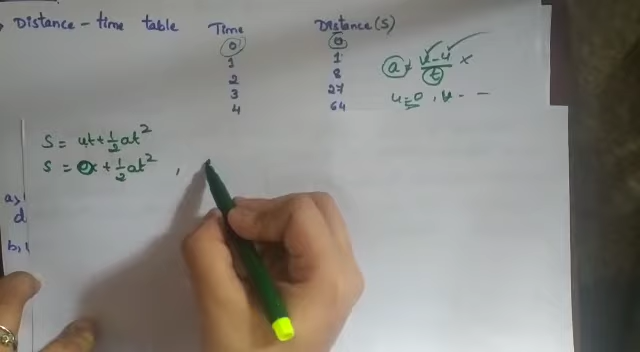 Distance - time table Time Distance (S)
0 0
1 1
2 8
3 27
4 64
a = v-u / t ×
u=0, v - -
S = ut + 1/2 at²
S = 0x + 1/2 at² ,
a,
d
b,